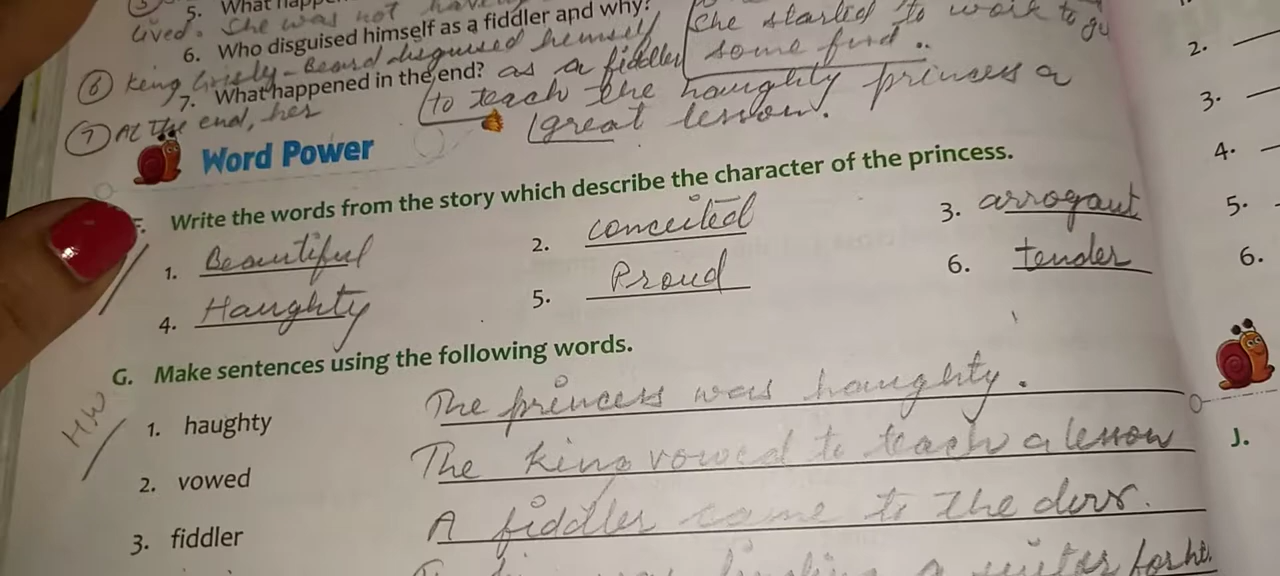 5. What happ
lived. She was not hav
6. Who disguised himself as a fiddler and why?
She started to work to
some
6 King Grisly-Beard disguised hemself
as a fiddler
7. What happened in the end?
to teach the haughty princess a
great lesson.
7 At the end, her
Word Power
F. Write the words from the story which describe the character of the princess.
1. Beautiful 2. conceited 3. arrogant
4. Haughty 5. Proud 6. tender
G. Make sentences using the following words.
H.W
1. haughty The princess was haughty.
2. vowed The king vowed to teach a lesson
3. fiddler A fiddler came to the door.
2.
3.
4.
5.
6.
J.